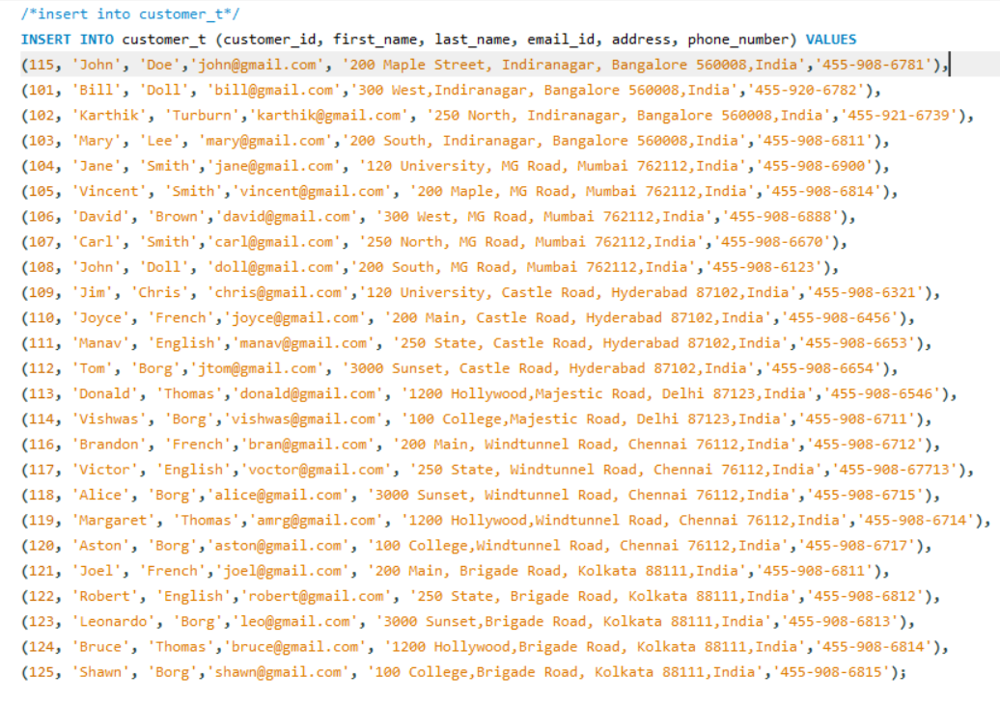 /*insert into customer_t*/
INSERT INTO customer_t (customer_id, first_name, last_name, email_id, address, phone_number) VALUES
(115, 'John', 'Doe','john@gmail.com', '200 Maple Street, Indiranagar, Bangalore 560008,India','455-908-6781'),
(101, 'Bill', 'Doll', 'bill@gmail.com','300 West,Indiranagar, Bangalore 560008,India','455-920-6782'),
(102, 'Karthik', 'Turburn','karthik@gmail.com', '250 North, Indiranagar, Bangalore 560008,India','455-921-6739'),
(103, 'Mary', 'Lee', 'mary@gmail.com','200 South, Indiranagar, Bangalore 560008,India','455-908-6811'),
(104, 'Jane', 'Smith','jane@gmail.com', '120 University, MG Road, Mumbai 762112,India','455-908-6900'),
(105, 'Vincent', 'Smith','vincent@gmail.com', '200 Maple, MG Road, Mumbai 762112,India','455-908-6814'),
(106, 'David', 'Brown','david@gmail.com', '300 West, MG Road, Mumbai 762112,India','455-908-6888'),
(107, 'Carl', 'Smith','carl@gmail.com', '250 North, MG Road, Mumbai 762112,India','455-908-6670'),
(108, 'John', 'Doll', 'doll@gmail.com','200 South, MG Road, Mumbai 762112,India','455-908-6123'),
(109, 'Jim', 'Chris', 'chris@gmail.com','120 University, Castle Road, Hyderabad 87102,India','455-908-6321'),
(110, 'Joyce', 'French','joyce@gmail.com', '200 Main, Castle Road, Hyderabad 87102,India','455-908-6456'),
(111, 'Manav', 'English','manav@gmail.com', '250 State, Castle Road, Hyderabad 87102,India','455-908-6653'),
(112, 'Tom', 'Borg','jtom@gmail.com', '3000 Sunset, Castle Road, Hyderabad 87102,India','455-908-6654'),
(113, 'Donald', 'Thomas','donald@gmail.com', '1200 Hollywood,Majestic Road, Delhi 87123,India','455-908-6546'),
(114, 'Vishwas', 'Borg','vishwas@gmail.com', '100 College,Majestic Road, Delhi 87123,India','455-908-6711'),
(116, 'Brandon', 'French','bran@gmail.com', '200 Main, Windtunnel Road, Chennai 76112,India','455-908-6712'),
(117, 'Victor', 'English','voctor@gmail.com', '250 State, Windtunnel Road, Chennai 76112,India','455-908-67713'),
(118, 'Alice', 'Borg','alice@gmail.com', '3000 Sunset, Windtunnel Road, Chennai 76112,India','455-908-6715'),
(119, 'Margaret', 'Thomas','amrg@gmail.com', '1200 Hollywood,Windtunnel Road, Chennai 76112,India','455-908-6714'),
(120, 'Aston', 'Borg','aston@gmail.com', '100 College,Windtunnel Road, Chennai 76112,India','455-908-6717'),
(121, 'Joel', 'French','joel@gmail.com', '200 Main, Brigade Road, Kolkata 88111,India','455-908-6811'),
(122, 'Robert', 'English','robert@gmail.com', '250 State, Brigade Road, Kolkata 88111,India','455-908-6812'),
(123, 'Leonardo', 'Borg','leo@gmail.com', '3000 Sunset,Brigade Road, Kolkata 88111,India','455-908-6813'),
(124, 'Bruce', 'Thomas','bruce@gmail.com', '1200 Hollywood,Brigade Road, Kolkata 88111,India','455-908-6814'),
(125, 'Shawn', 'Borg','shawn@gmail.com', '100 College,Brigade Road, Kolkata 88111,India','455-908-6815');